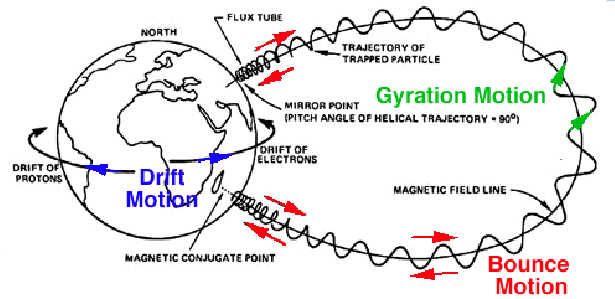 NORTH
FLUX TUBE
TRAJECTORY OF
TRAPPED PARTICLE
MIRROR POINT
(PITCH ANGLE OF HELICAL TRAJECTORY = 90⁰)
Gyration Motion
DRIFT OF
PROTONS
Drift
Motion
DRIFT OF
ELECTRONS
MAGNETIC FIELD LINE
MAGNETIC CONJUGATE POINT
Bounce
Motion